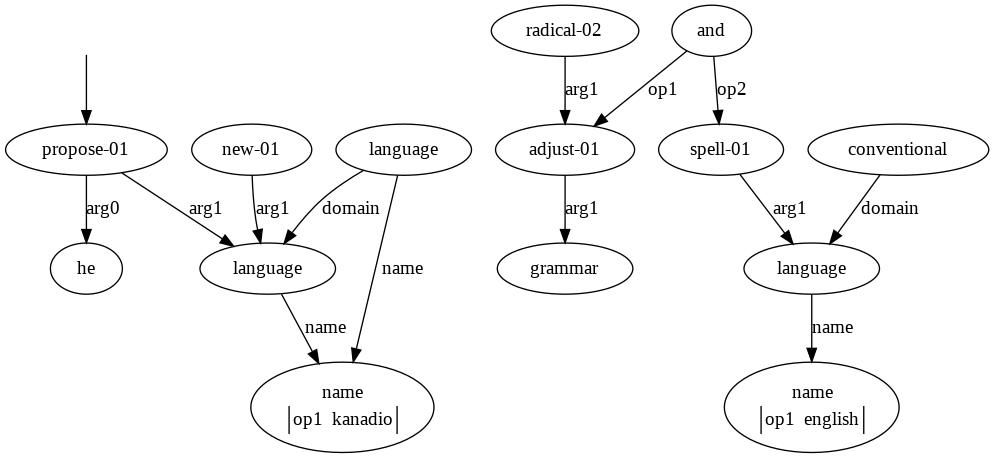 radical-02
and
arg1
op1
op2
propose-01
new-01
language
adjust-01
spell-01
conventional
arg0
arg1
arg1
domain
arg1
arg1
domain
he
language
name
grammar
language
name
name
name
op1 kanadio
name
op1 english